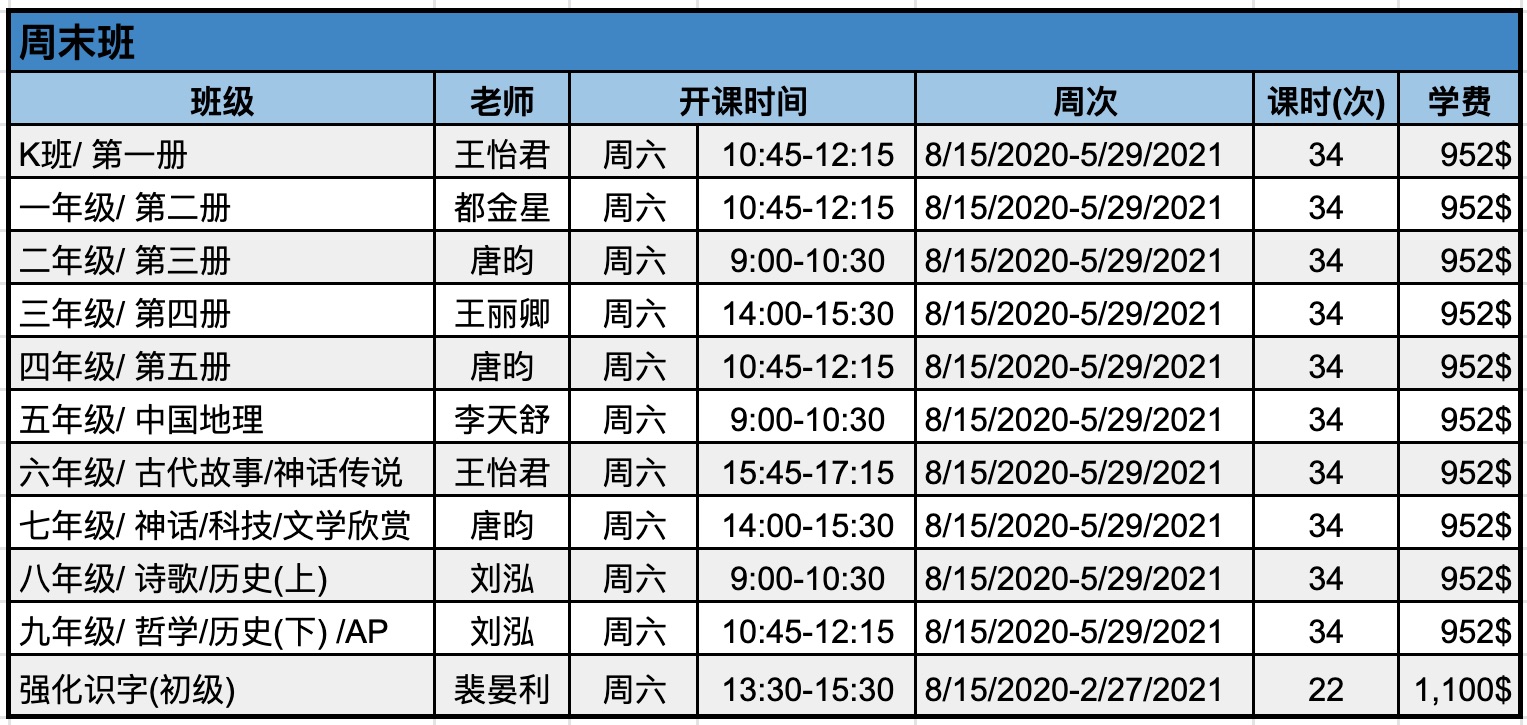 周末班
班级 老师 开课时间 周次 课时(次) 学费
K班/ 第一册 王怡君 周六 10:45-12:15 8/15/2020-5/29/2021 34 952$
一年级/ 第二册 都金星 周六 10:45-12:15 8/15/2020-5/29/2021 34 952$
二年级/ 第三册 唐昀 周六 9:00-10:30 8/15/2020-5/29/2021 34 952$
三年级/ 第四册 王丽卿 周六 14:00-15:30 8/15/2020-5/29/2021 34 952$
四年级/ 第五册 唐昀 周六 10:45-12:15 8/15/2020-5/29/2021 34 952$
五年级/ 中国地理 李天舒 周六 9:00-10:30 8/15/2020-5/29/2021 34 952$
六年级/ 古代故事/神话传说 王怡君 周六 15:45-17:15 8/15/2020-5/29/2021 34 952$
七年级/ 神话/科技/文学欣赏 唐昀 周六 14:00-15:30 8/15/2020-5/29/2021 34 952$
八年级/ 诗歌/历史(上) 刘泓 周六 9:00-10:30 8/15/2020-5/29/2021 34 952$
九年级/ 哲学/历史(下) /AP 刘泓 周六 10:45-12:15 8/15/2020-5/29/2021 34 952$
强化识字(初级) 裴晏利 周六 13:30-15:30 8/15/2020-2/27/2021 22 1,100$